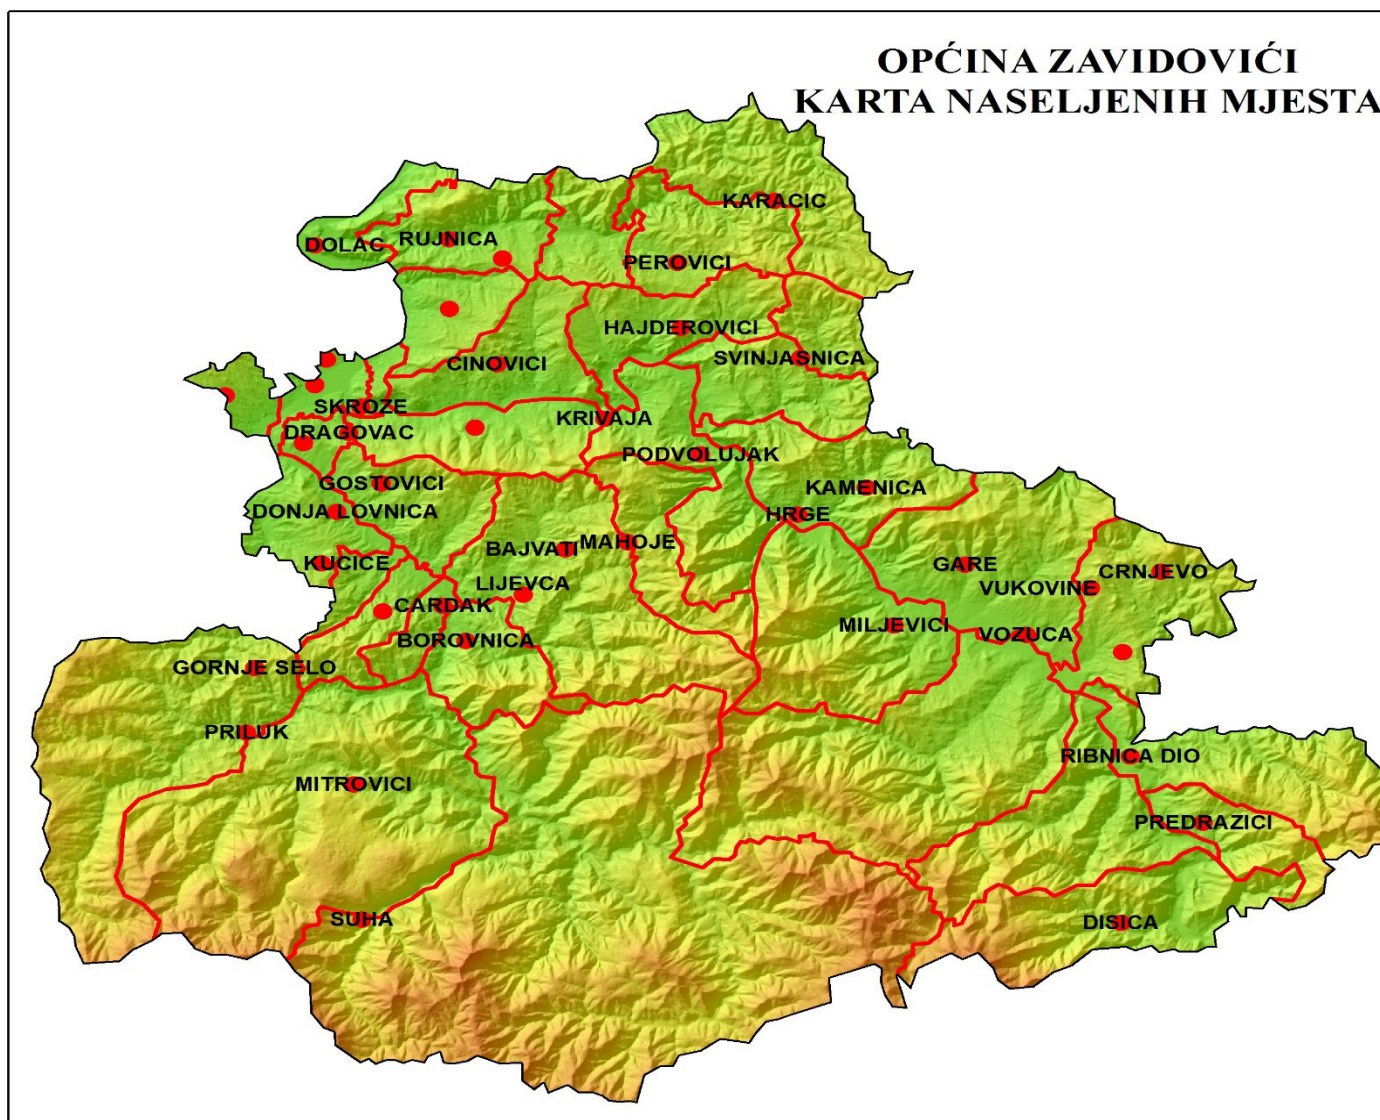 OPĆINA ZAVIDOVIĆI
KARTA NASELJENIH MJESTA
KARACIC
DOLAC
RUJNICA
PEROVICI
HAJDEROVICI
CINOVICI
SVINJASNICA
SKROZE
KRIVAJA
DRAGOVAC
PODVOLUJAK
GOSTOVICI
KAMENICA
DONJA LOVNICA
HRGE
BAJVATI
MAHOJE
KUCICE
GARE
CRNJEVO
LIJEVCA
VUKOVINE
CARDAK
MILJEVICI
VOZUCA
BOROVNICA
GORNJE SELO
PRILUK
RIBNICA DIO
MITROVICI
PREDRAZICI
SUHA
DISICA